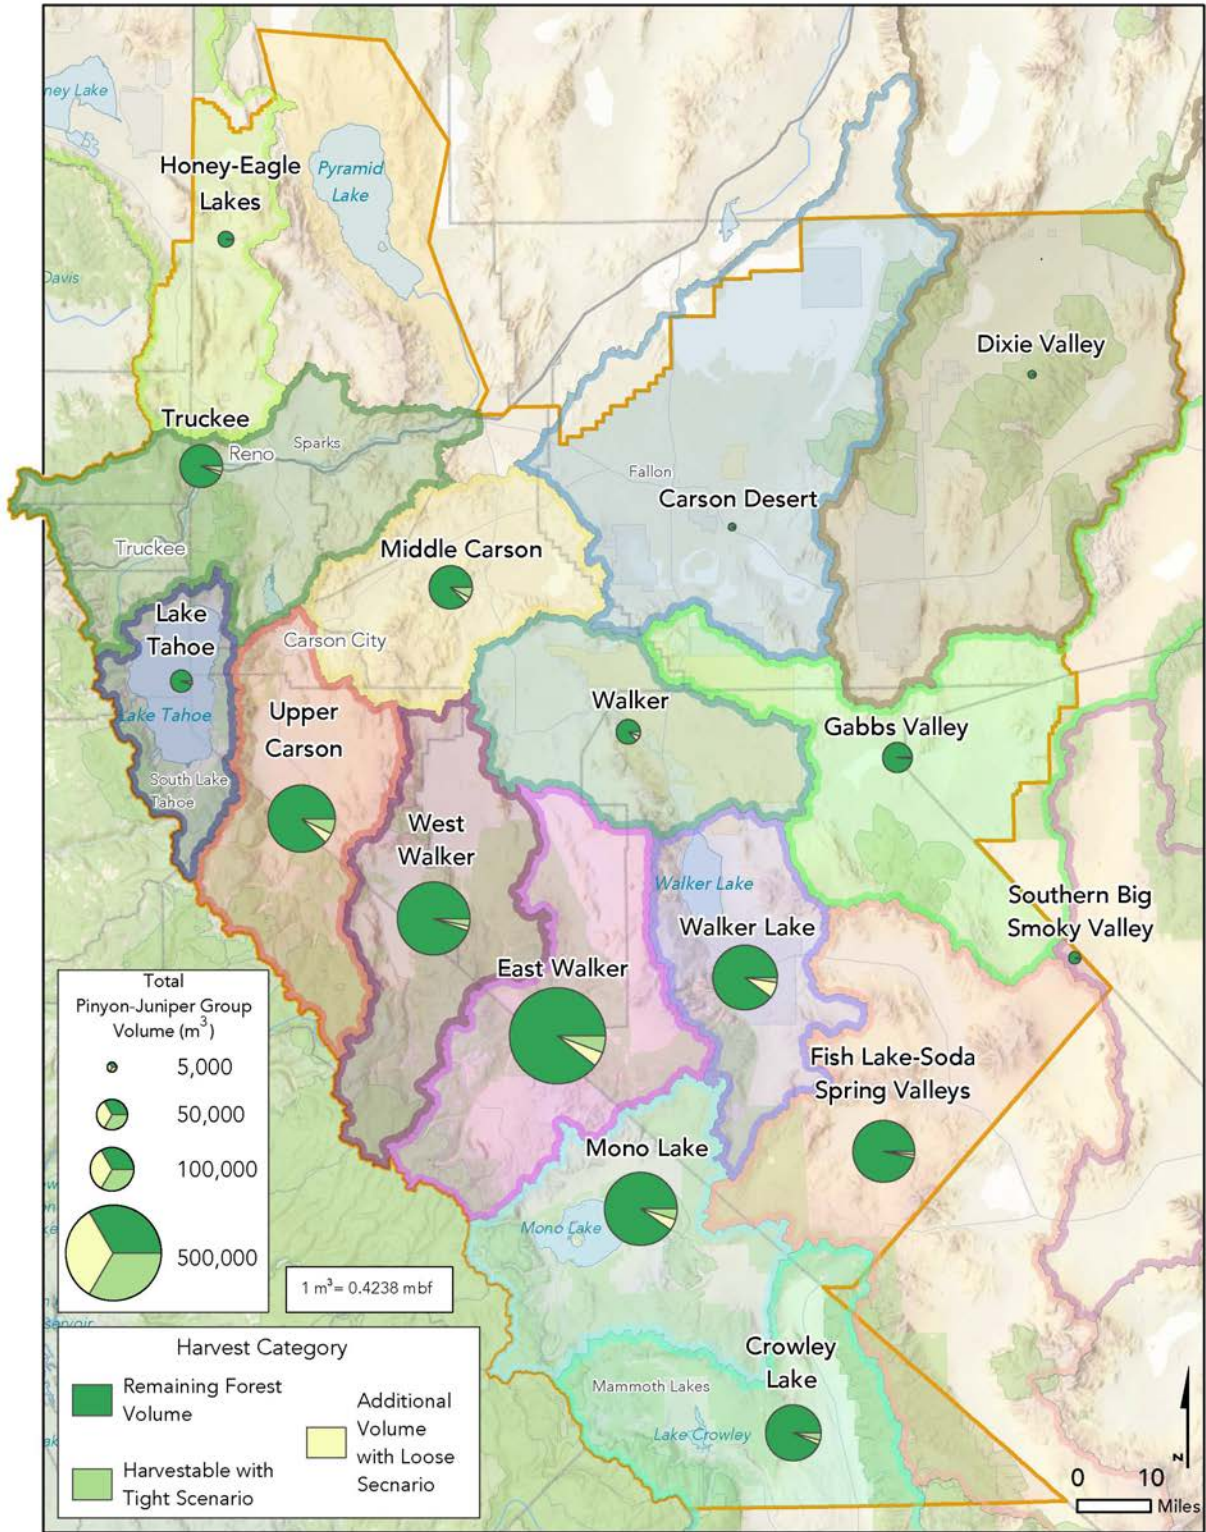 ney Lake
Honey-Eagle
Lakes
Pyramid
Lake
Davis
Dixie Valley
Truckee
Reno
Sparks
Fallon
Carson Desert
Truckee
Middle Carson
Lake
Tahoe
Carson City
Lake Tahoe
Upper
Carson
Walker
Gabbs Valley
South Lake
Tahoe
West
Walker
Walker Lake
Southern Big
Smoky Valley
Walker Lake
East Walker
Fish Lake-Soda
Spring Valleys
Mono Lake
Mono Lake
Crowley
Lake
Mammoth Lakes
Lake Crowley
Total
Pinyon-Juniper Group
Volume (m³)
5,000
50,000
100,000
500,000
1 m³= 0.4238 mbf
servoir
Harvest Category
Remaining Forest
Volume
Harvestable with
Tight Scenario
Additional
Volume
with Loose
Secnario
N
0 10
Miles